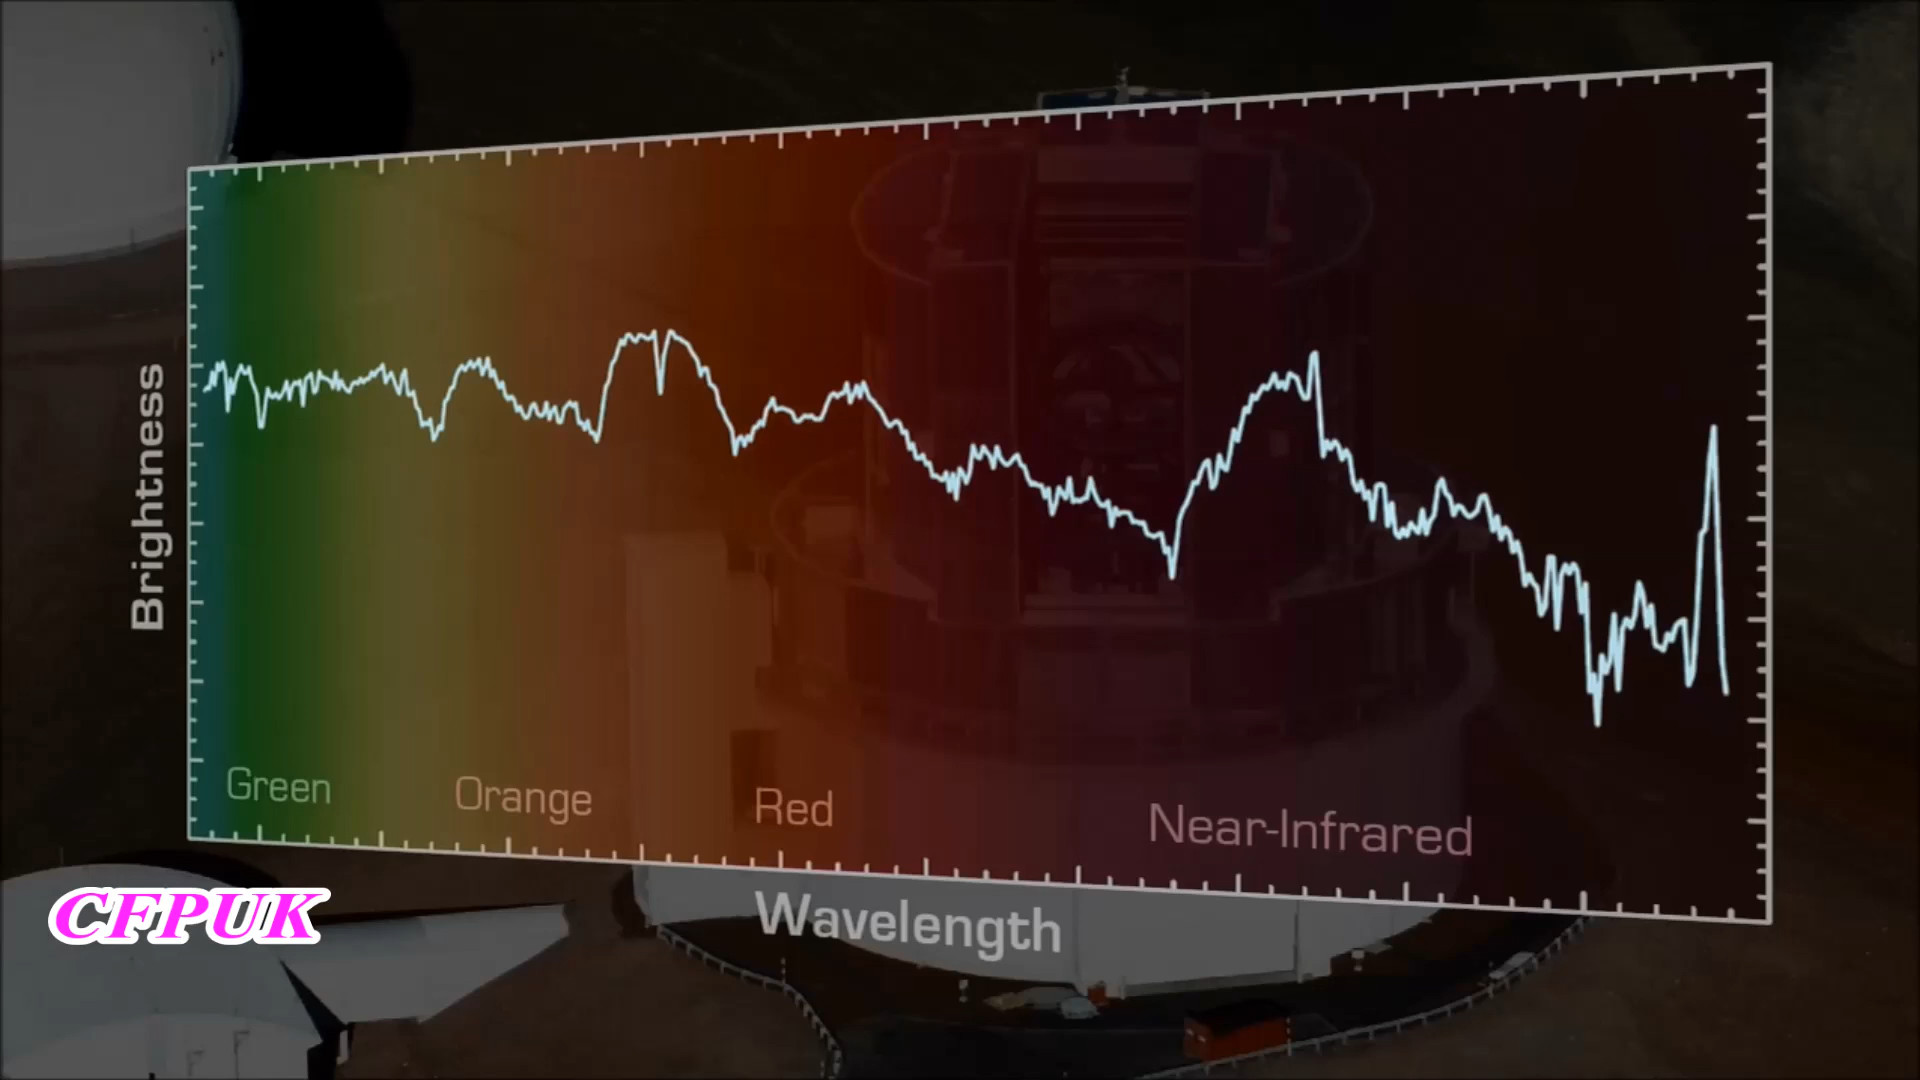 Brightness
Green
Orange
Red
Near-Infrared
Wavelength
CFPUK